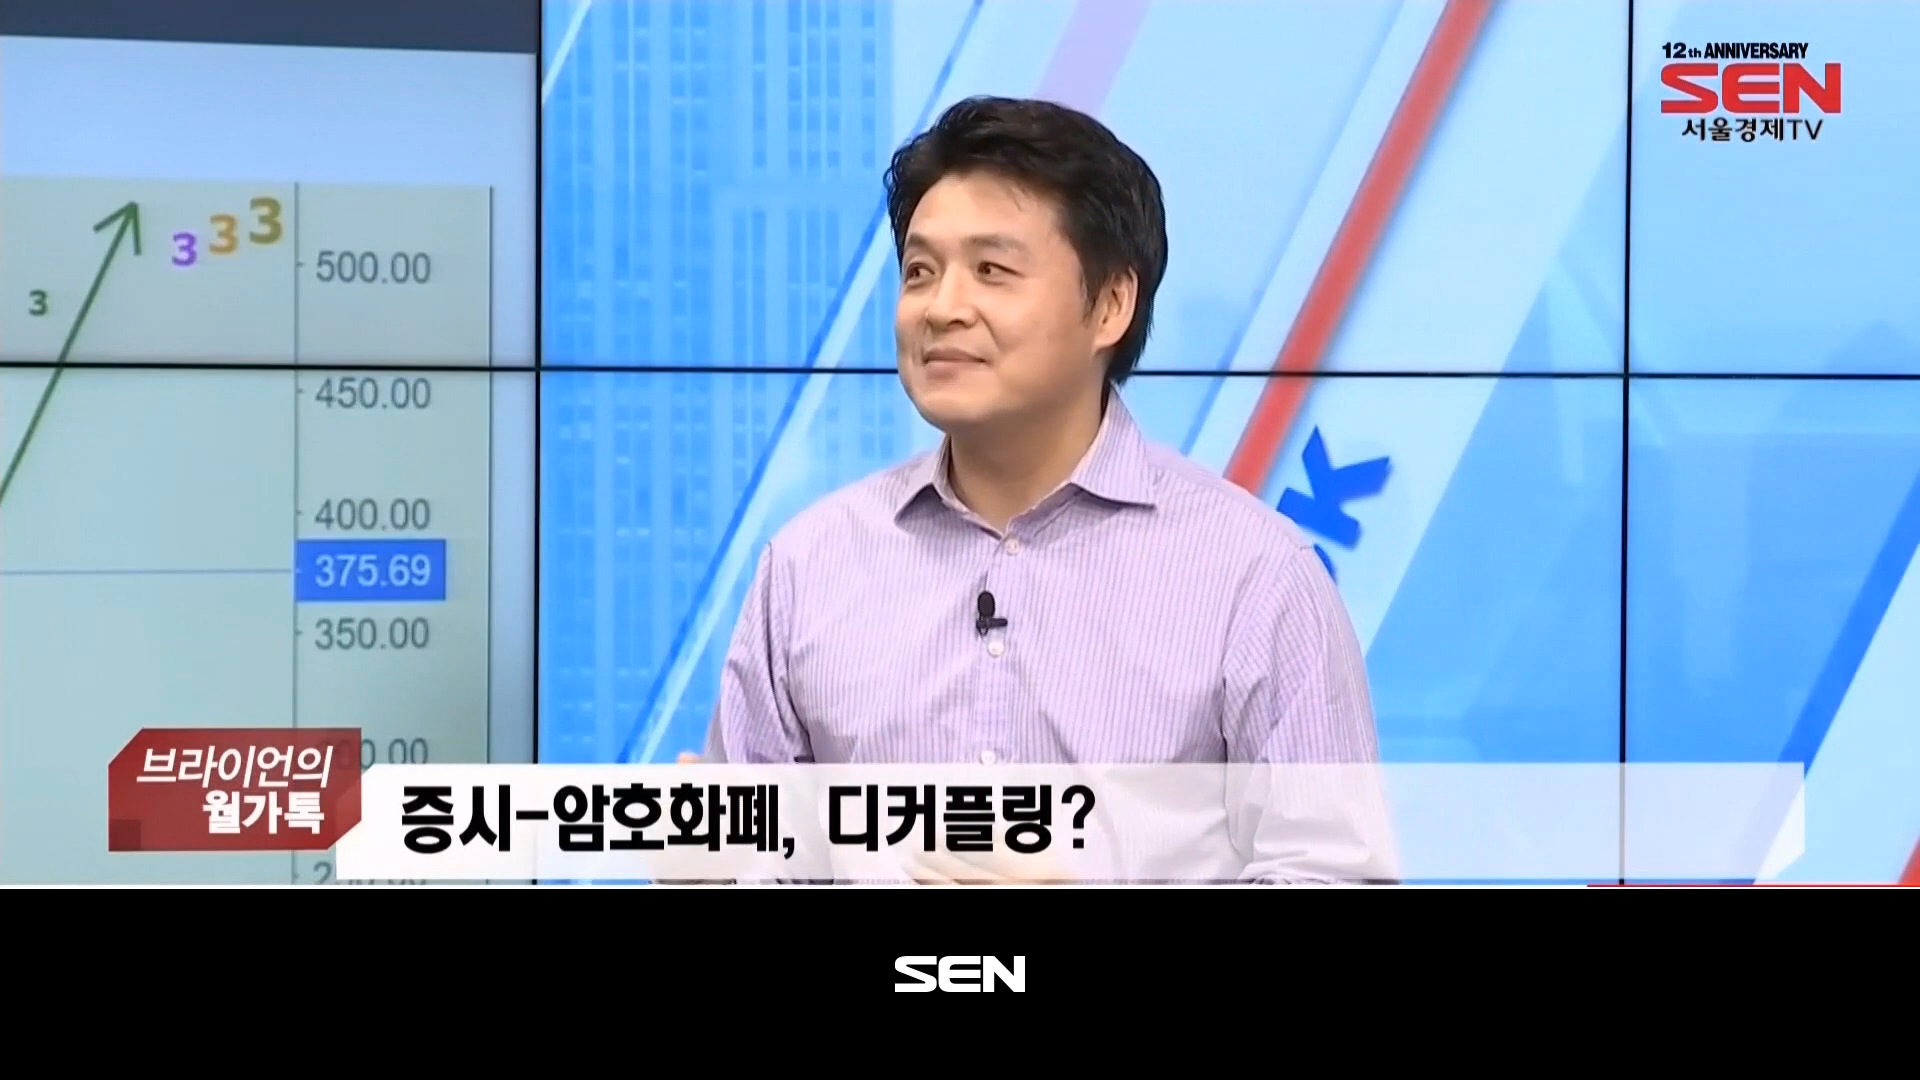 12th ANNIVERSARY
SEN
서울경제TV
3
3
3
3
500.00
450.00
400.00
375.69
350.00
브라이언의
월가톡
증시-암호화폐, 디커플링?
SEN